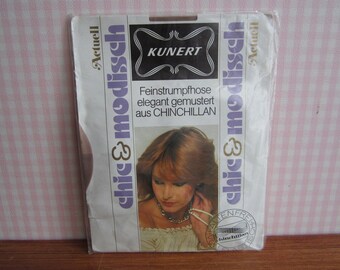 Actuell
chic & modisch
KUNERT
Feinstrumpfhose
elegant gemustert
aus CHINCHILLAN
Actuell
chic & modisch